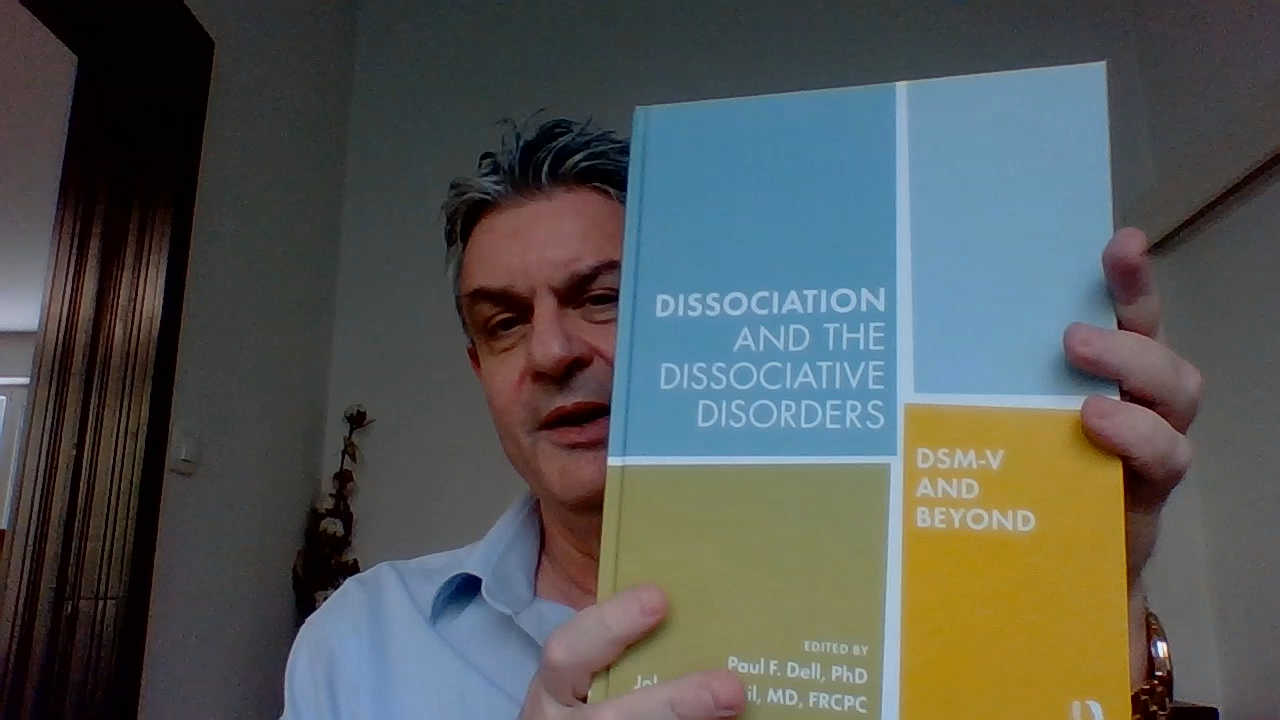 DISSOCIATION
AND THE
DISSOCIATIVE
DISORDERS
DSM-V
AND
BEYOND
EDITED BY
Paul F. Dell, PhD
MD, FRCPC